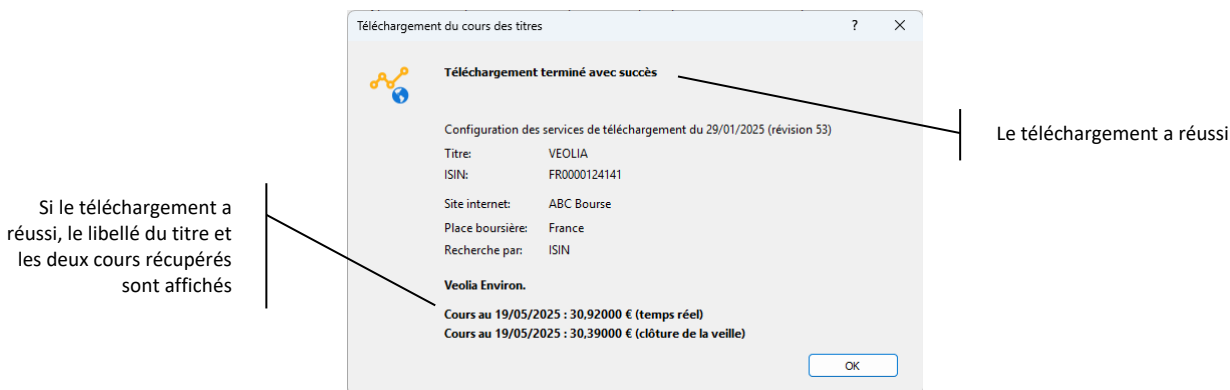 Téléchargement du cours des titres
?
Téléchargement terminé avec succès
Le téléchargement a réussi
Configuration des services de téléchargement du 29/01/2025 (révision 53)
Titre: VEOLIA
ISIN: FR0000124141
Site internet: ABC Bourse
Place boursière: France
Recherche par: ISIN
Si le téléchargement a
réussi, le libellé du titre et
les deux cours récupérés
sont affichés
Veolia Environ.
Cours au 19/05/2025 : 30,92000 € (temps réel)
Cours au 19/05/2025 : 30,39000 € (clôture de la veille)
OK